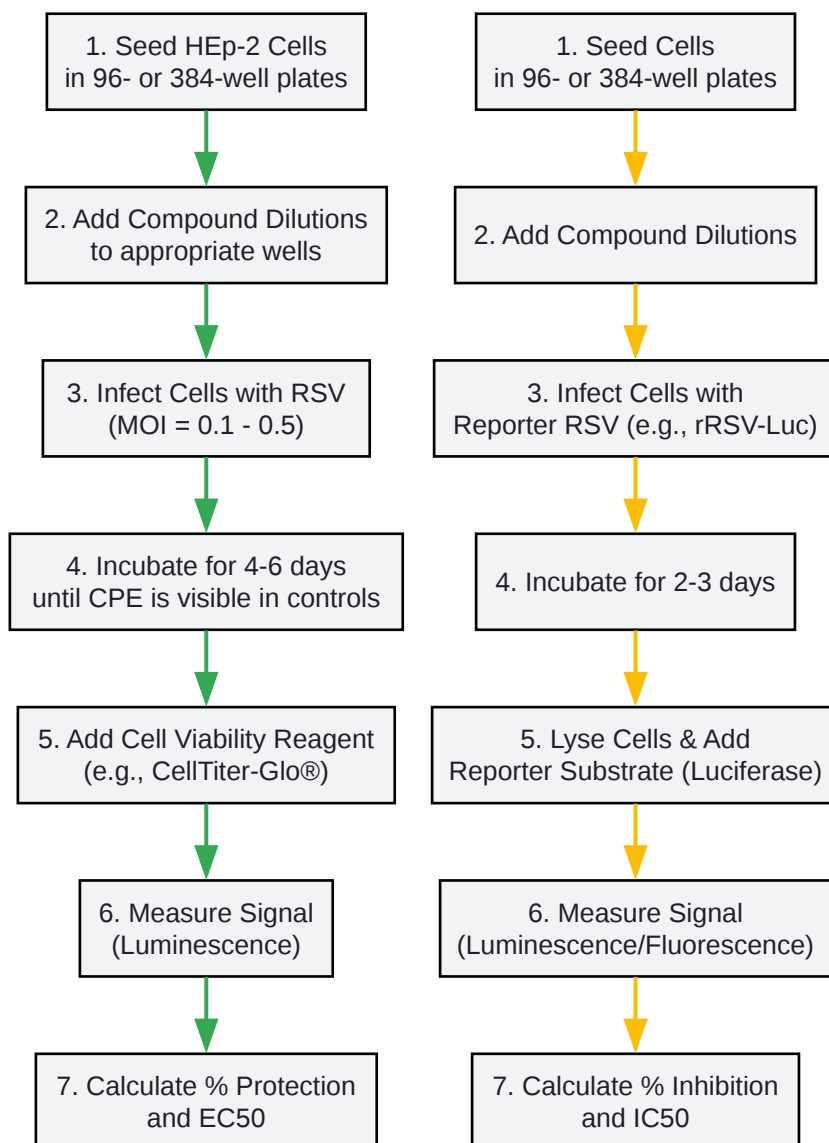 1. Seed HEp-2 Cells
in 96- or 384-well plates
2. Add Compound Dilutions
to appropriate wells
3. Infect Cells with RSV
(MOI = 0.1 - 0.5)
4. Incubate for 4-6 days
until CPE is visible in controls
5. Add Cell Viability Reagent
(e.g., CellTiter-Glo®)
6. Measure Signal
(Luminescence)
7. Calculate % Protection
and EC50
1. Seed Cells
in 96- or 384-well plates
2. Add Compound Dilutions
3. Infect Cells with
Reporter RSV (e.g., rRSV-Luc)
4. Incubate for 2-3 days
5. Lyse Cells & Add
Reporter Substrate (Luciferase)
6. Measure Signal
(Luminescence/Fluorescence)
7. Calculate % Inhibition
and IC50